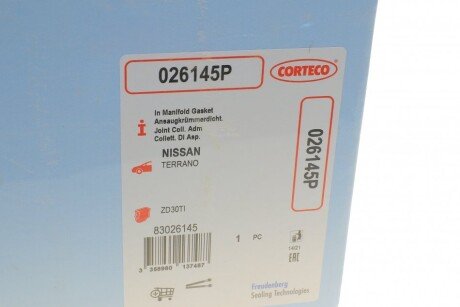 026145P
CORTECO
In Manifold Gasket
Ansaugkrümmerdicht.
Joint Coll. Adm
Collett. Di Asp.
NISSAN
TERRANO
026145P
ZD30TI
83026145
1 PC
14/21
EAC
3 358960 137487
Freudenberg
Sealing Technologies